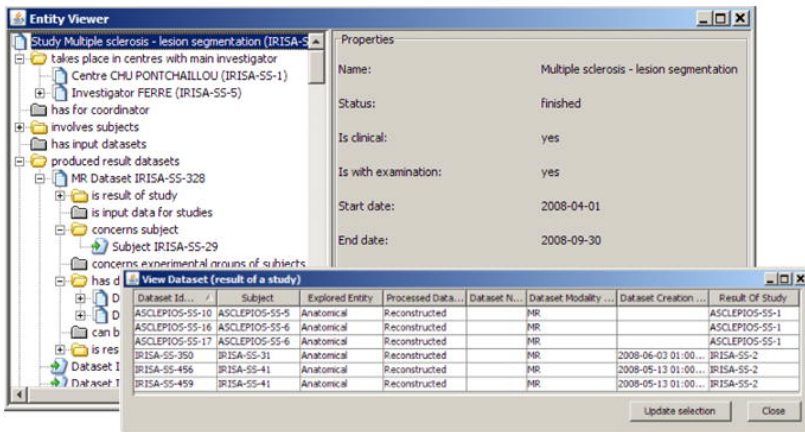 Entity Viewer
Study Multiple sclerosis - lesion segmentation (IRISA-S
takes place in centres with main investigator
Centre CHU PONTCHAILLOU (IRISA-SS-1)
Investigator FERRE (IRISA-SS-5)
has for coordinator
involves subjects
has input datasets
produced result datasets
MR Dataset IRISA-SS-328
is result of study
is input data for studies
concerns subject
Subject IRISA-SS-29
concerns experimental groups of subjects
has d
D
D
can b
is res
Dataset I
Dataset I
Properties
Name: Multiple sclerosis - lesion segmentation
Status: finished
Is clinical: yes
Is with examination: yes
Start date: 2008-04-01
End date: 2008-09-30
View Dataset (result of a study)
Dataset Id... Subject Explored Entity Processed Data... Dataset N... Dataset Modality ... Dataset Creation ... Result Of Study
ASCLEPIOS-SS-10 ASCLEPIOS-SS-5 Anatomical Reconstructed MR ASCLEPIOS-SS-1
ASCLEPIOS-SS-16 ASCLEPIOS-SS-6 Anatomical Reconstructed MR ASCLEPIOS-SS-1
ASCLEPIOS-SS-17 ASCLEPIOS-SS-6 Anatomical Reconstructed MR ASCLEPIOS-SS-1
IRISA-SS-350 IRISA-SS-31 Anatomical Reconstructed MR 2008-06-03 01:00... IRISA-SS-2
IRISA-SS-456 IRISA-SS-41 Anatomical Reconstructed MR 2008-05-13 01:00... IRISA-SS-2
IRISA-SS-459 IRISA-SS-41 Anatomical Reconstructed MR 2008-05-13 01:00... IRISA-SS-2
Update selection Close